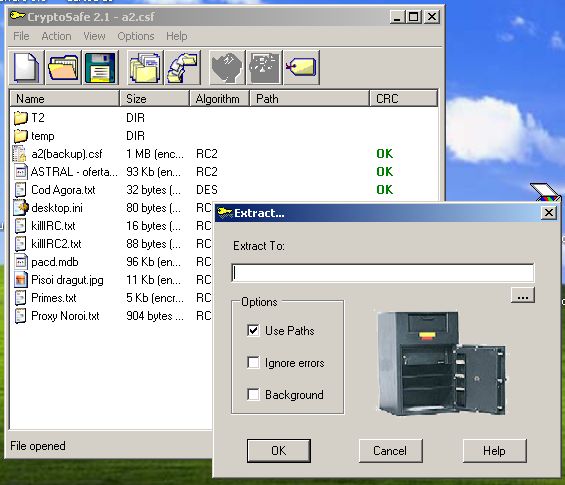 CryptoSafe 2.1 - a2.csf
File Action View Options Help
Name Size Algorithm Path CRC
T2 DIR
temp DIR
a2(backup).csf 1 MB (enc... RC2 OK
ASTRAL - oferta... 93 Kb (en... RC2 OK
Cod Agora.txt 32 bytes (... DES OK
desktop.ini 80 bytes (... RC
killIRC.txt 16 bytes (... RC
killIRC2.txt 88 bytes (... RC
pacd.mdb 96 Kb (en... RC
Pisoi dragut.jpg 31 Kb (en... RC
Primes.txt 5 Kb (encr... RC
Proxy Noroi.txt 904 bytes ... RC
File opened
Extract...
Extract To:
...
Options
Use Paths
Ignore errors
Background
OK Cancel Help